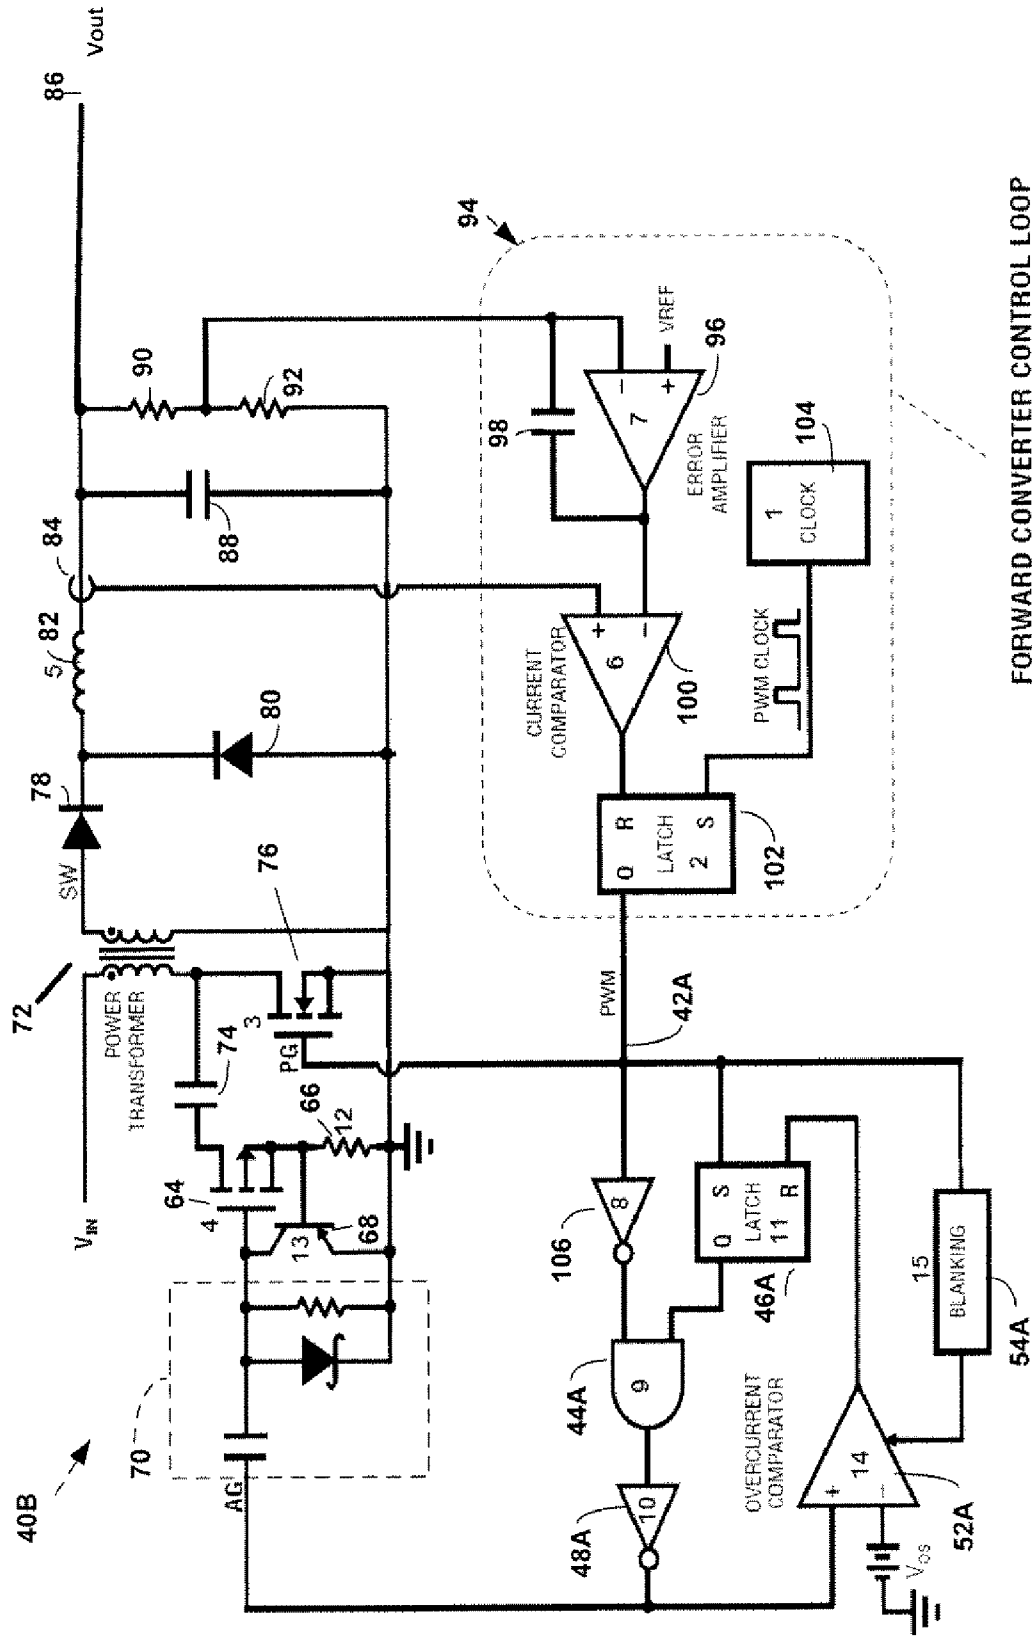 40B
70
AG
72
V_IN
POWER
TRANSFORMER
64
4
13
68
66
12
74
PG
3
76
SW
78
80
5
82
84
88
90
92
86
Vout
94
98
VREF
−
+
7
96
ERROR
AMPLIFIER
CURRENT
COMPARATOR
+
−
6
100
1
CLOCK
104
PWM CLOCK
Q
R
LATCH
2
S
102
PWM
42A
106
8
Q
S
LATCH
11
R
46A
44A
9
48A
10
OVERCURRENT
COMPARATOR
+
−
14
52A
V_OS
15
BLANKING
54A
FORWARD CONVERTER CONTROL LOOP